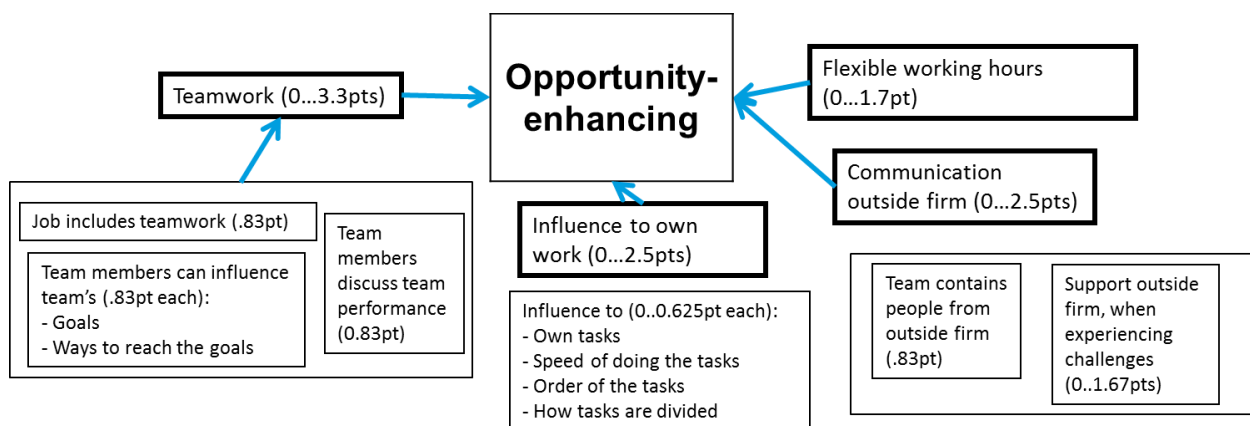 Opportunity-
enhancing
Teamwork (0...3.3pts)
Job includes teamwork (.83pt)
Team members can influence
team's (.83pt each):
- Goals
- Ways to reach the goals
Team
members
discuss team
performance
(0.83pt)
Influence to own
work (0...2.5pts)
Influence to (0..0.625pt each):
- Own tasks
- Speed of doing the tasks
- Order of the tasks
- How tasks are divided
Flexible working hours
(0...1.7pt)
Communication
outside firm (0...2.5pts)
Team contains
people from
outside firm
(.83pt)
Support outside
firm, when
experiencing
challenges
(0..1.67pts)